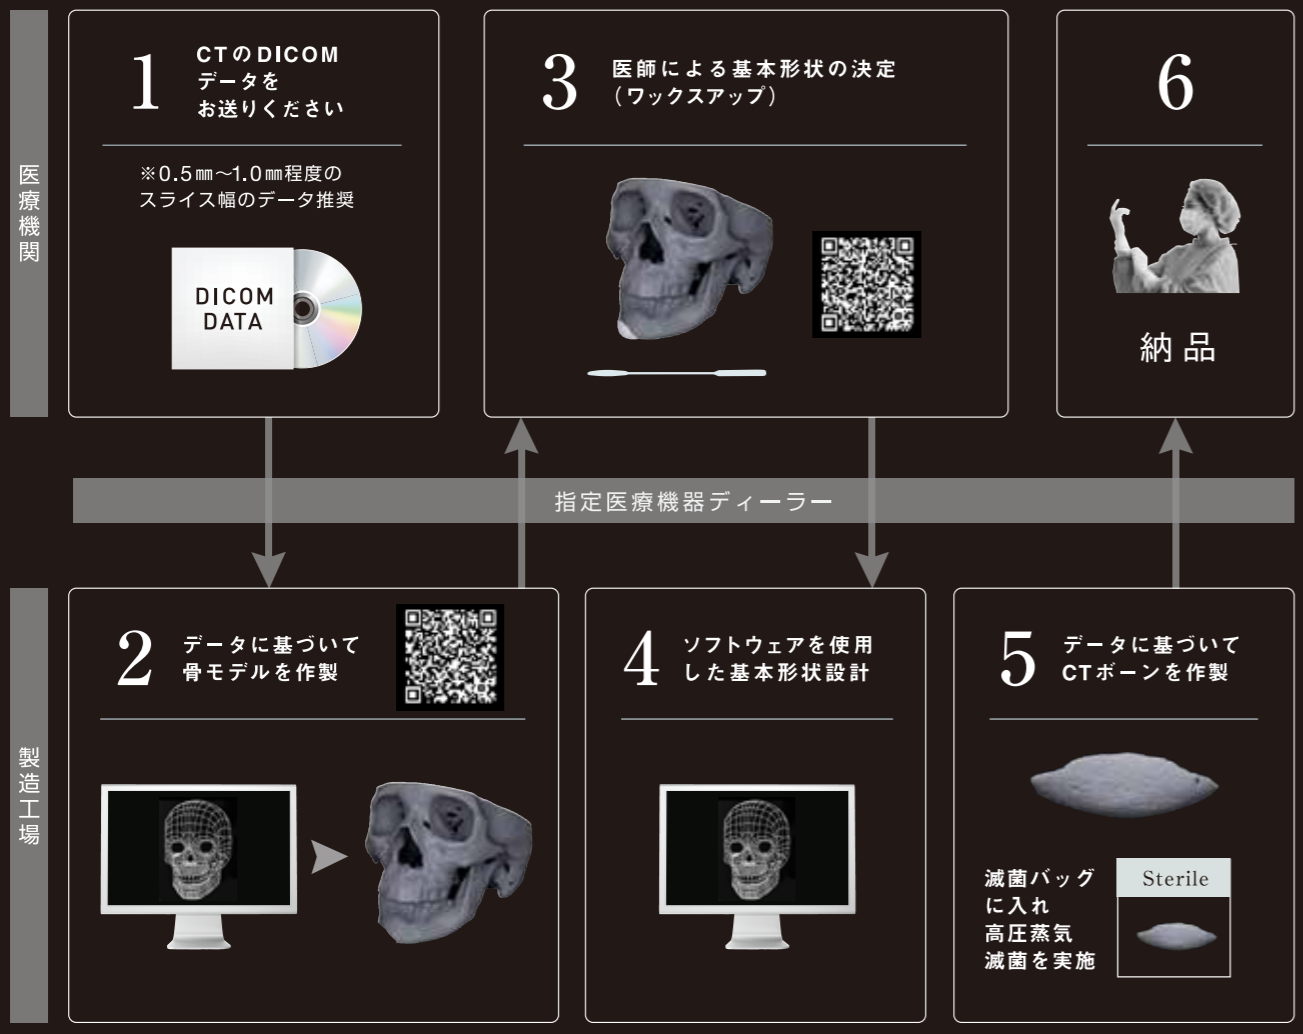 医療機関
1
CTのDICOM
データを
お送りください
※0.5㎜〜1.0㎜程度の
スライス幅のデータ推奨
DICOM
DATA
3
医師による基本形状の決定
（ワックスアップ）
6
納品
指定医療機器ディーラー
製造工場
2
データに基づいて
骨モデルを作製
4
ソフトウェアを使用
した基本形状設計
5
データに基づいて
CTボーンを作製
滅菌バッグ
に入れ
高圧蒸気
滅菌を実施
Sterile